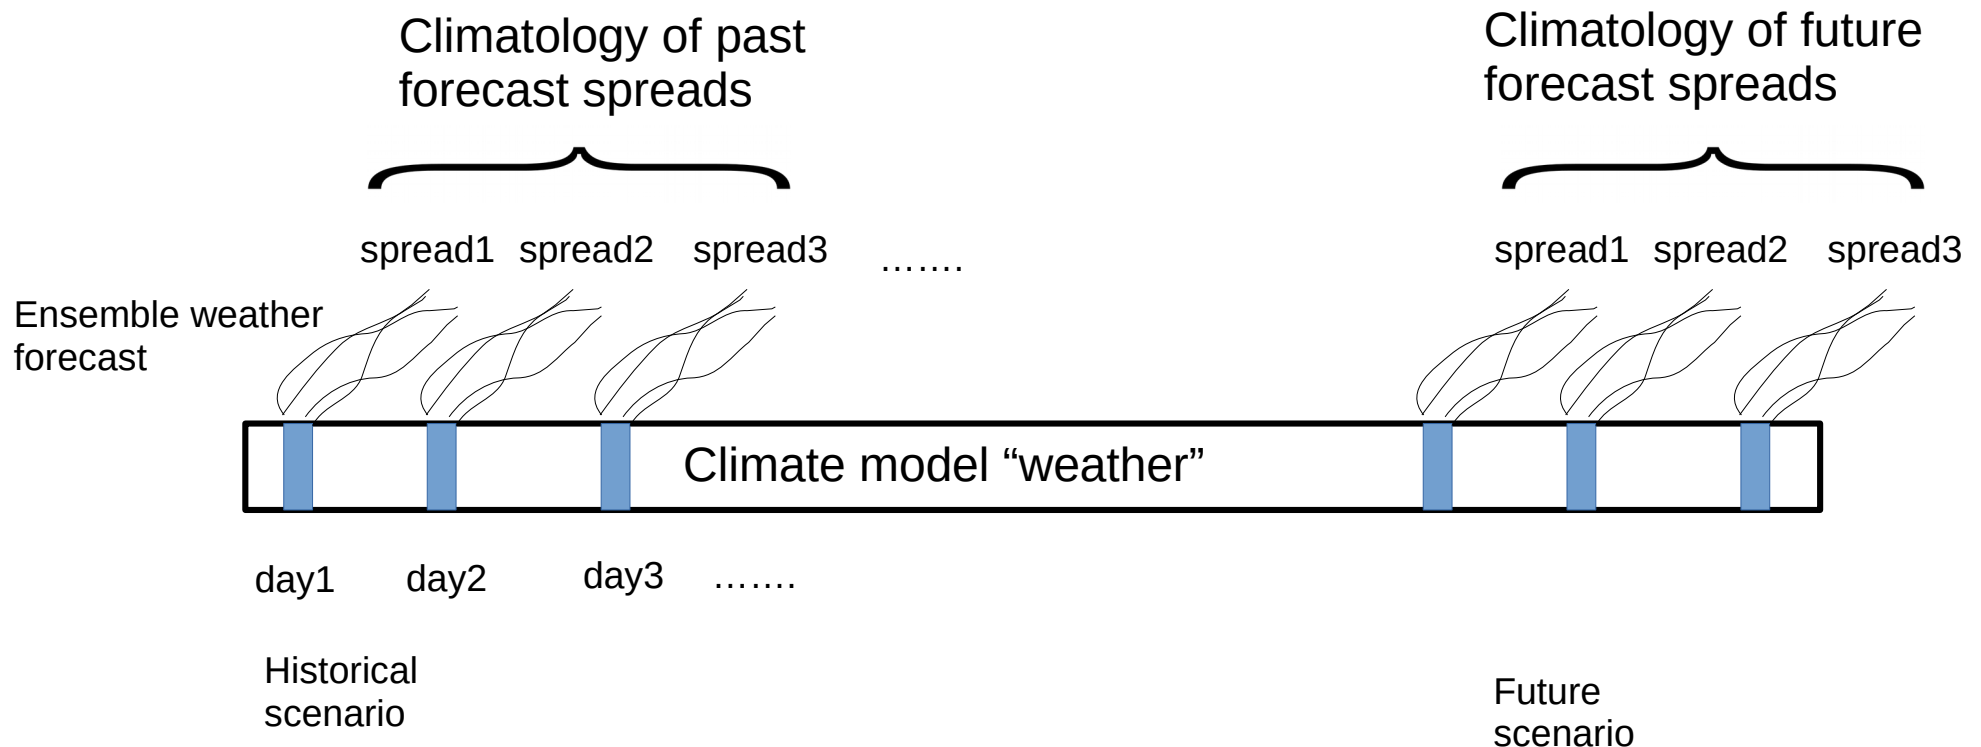 Climatology of past
forecast spreads
Climatology of future
forecast spreads
spread1 spread2 spread3 .......
spread1 spread2 spread3
Ensemble weather
forecast
Climate model “weather”
day1 day2 day3 .......
Historical
scenario
Future
scenario